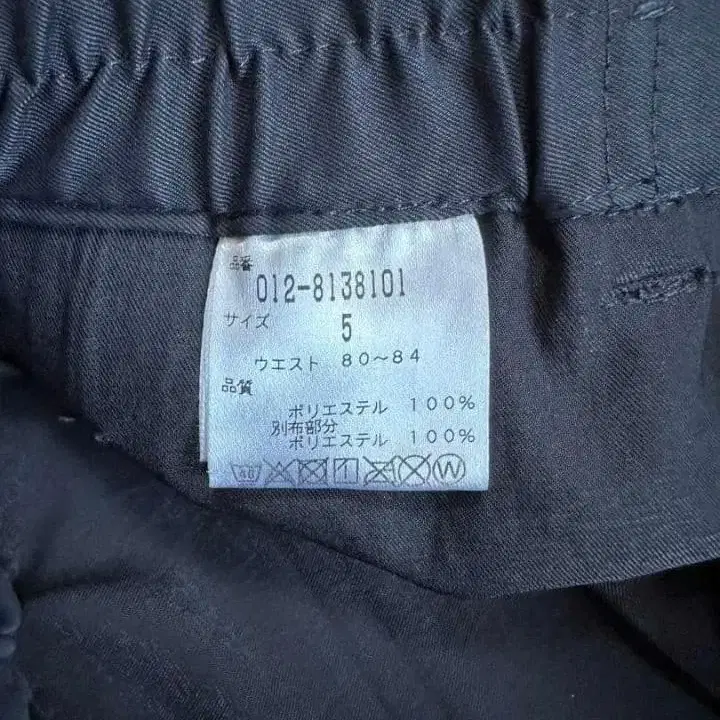 品番
012-8138101
サイズ
5
ウエスト 80～84
品質
ポリエステル 100%
別布部分
ポリエステル 100%
40
W